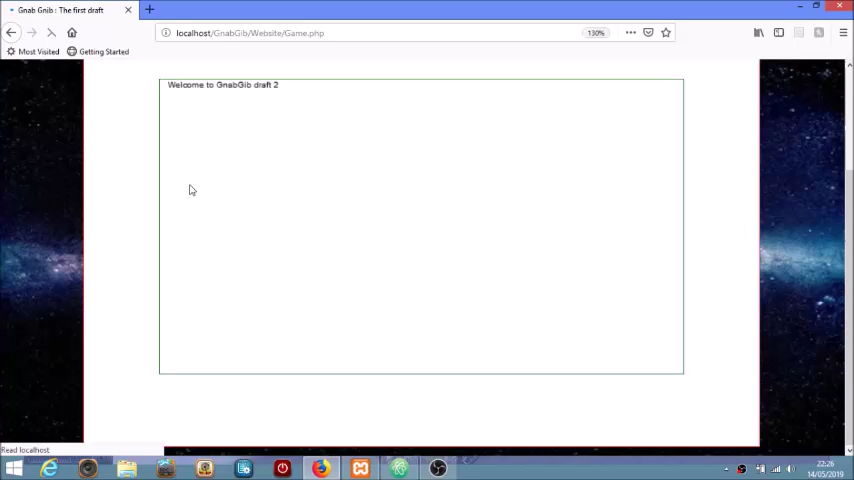 Gnab Gnib : The first draft
localhost/GnabGib/Website/Game.php
130%
Most Visited
Getting Started
Welcome to GnabGib draft 2
Read localhost
22:26
14/05/2019